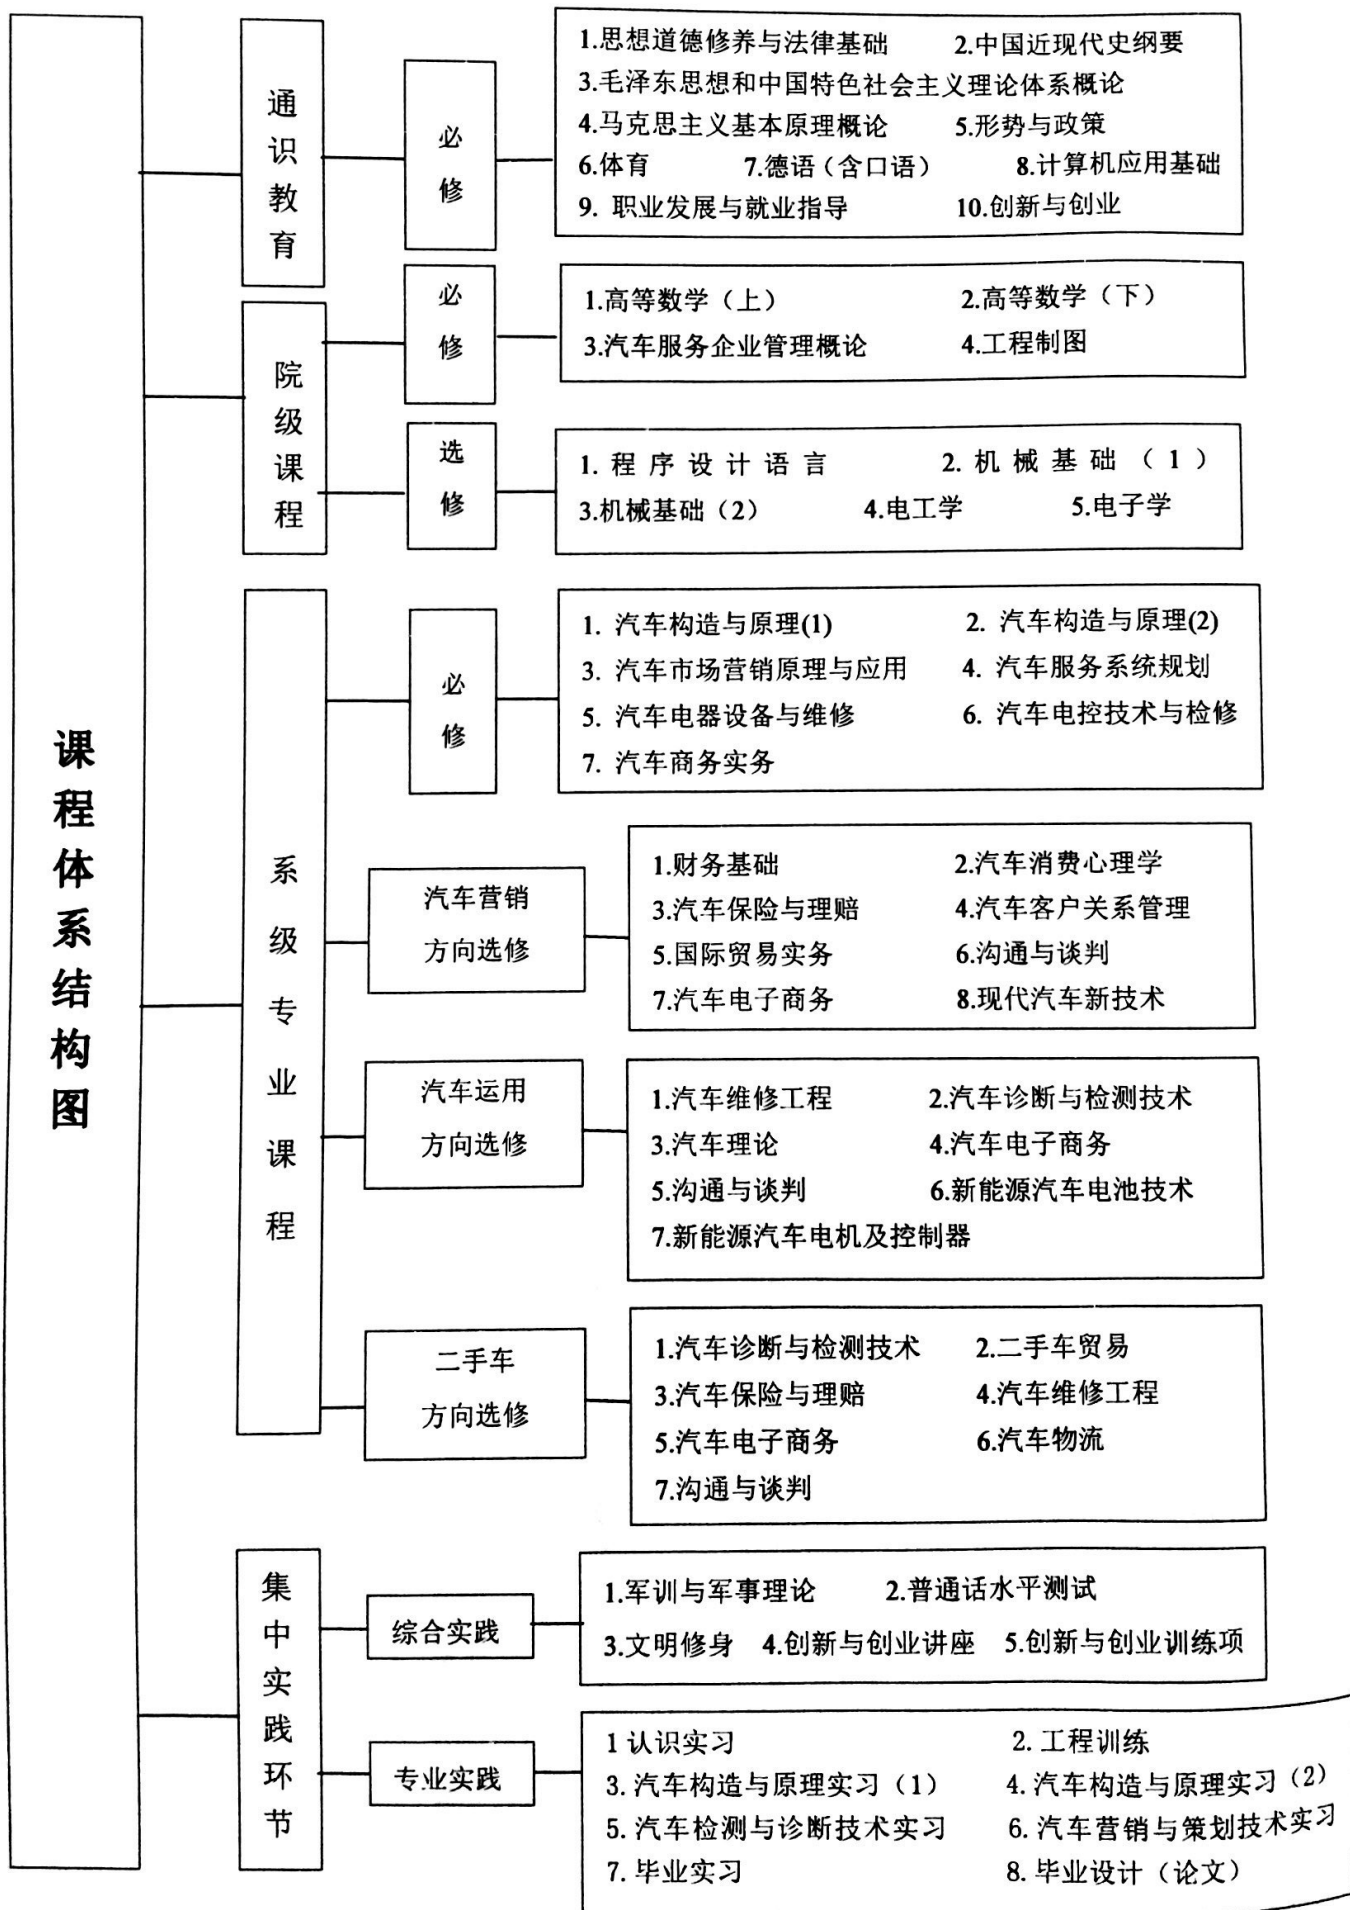 课程体系结构图
通识教育
必修
1.思想道德修养与法律基础 2.中国近现代史纲要
3.毛泽东思想和中国特色社会主义理论体系概论
4.马克思主义基本原理概论 5.形势与政策
6.体育 7.德语（含口语） 8.计算机应用基础
9. 职业发展与就业指导 10.创新与创业
院级课程
必修
1.高等数学（上） 2.高等数学（下）
3.汽车服务企业管理概论 4.工程制图
选修
1. 程序设计语言 2. 机械基础（1）
3.机械基础（2） 4.电工学 5.电子学
系级专业课程
必修
1. 汽车构造与原理(1) 2. 汽车构造与原理(2)
3. 汽车市场营销原理与应用 4. 汽车服务系统规划
5. 汽车电器设备与维修 6. 汽车电控技术与检修
7. 汽车商务实务
汽车营销
方向选修
1.财务基础 2.汽车消费心理学
3.汽车保险与理赔 4.汽车客户关系管理
5.国际贸易实务 6.沟通与谈判
7.汽车电子商务 8.现代汽车新技术
汽车运用
方向选修
1.汽车维修工程 2.汽车诊断与检测技术
3.汽车理论 4.汽车电子商务
5.沟通与谈判 6.新能源汽车电池技术
7.新能源汽车电机及控制器
二手车
方向选修
1.汽车诊断与检测技术 2.二手车贸易
3.汽车保险与理赔 4.汽车维修工程
5.汽车电子商务 6.汽车物流
7.沟通与谈判
集中实践环节
综合实践
1.军训与军事理论 2.普通话水平测试
3.文明修身 4.创新与创业讲座 5.创新与创业训练项
专业实践
1 认识实习 2. 工程训练
3. 汽车构造与原理实习（1） 4. 汽车构造与原理实习（2）
5. 汽车检测与诊断技术实习 6. 汽车营销与策划技术实习
7. 毕业实习 8. 毕业设计（论文）